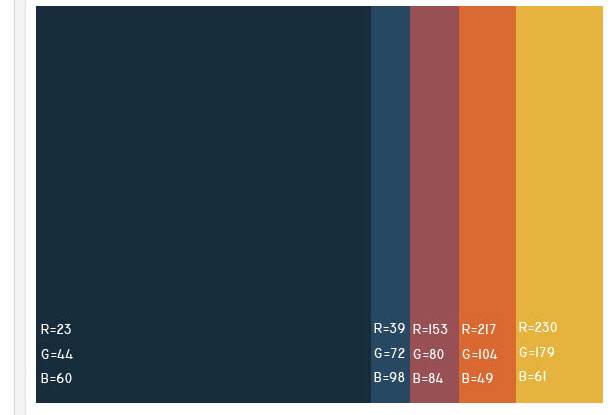 R=23
G=44
B=60
R=39
G=72
B=98
R=153
G=80
B=84
R=217
G=104
B=49
R=230
G=179
B=61